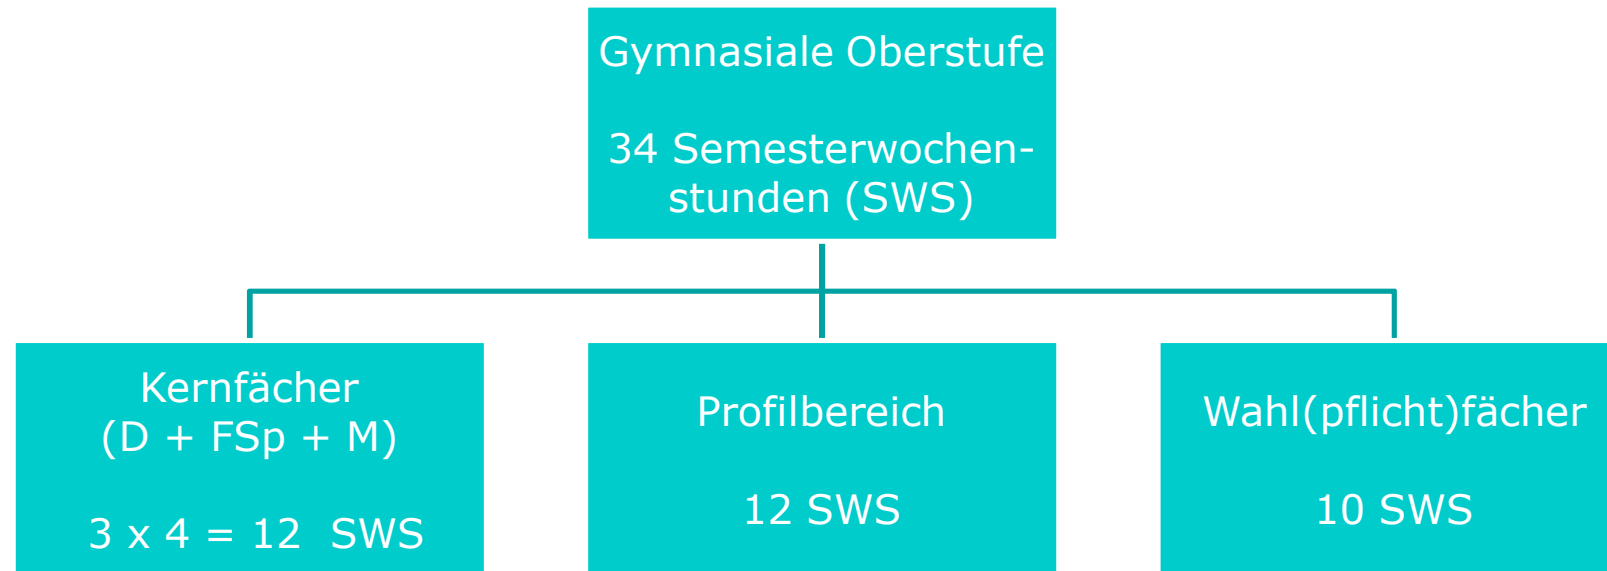 Gymnasiale Oberstufe
34 Semesterwochen-
stunden (SWS)
Kernfächer
(D + FSp + M)
3 x 4 = 12  SWS
Profilbereich
12 SWS
Wahl(pflicht)fächer
10 SWS